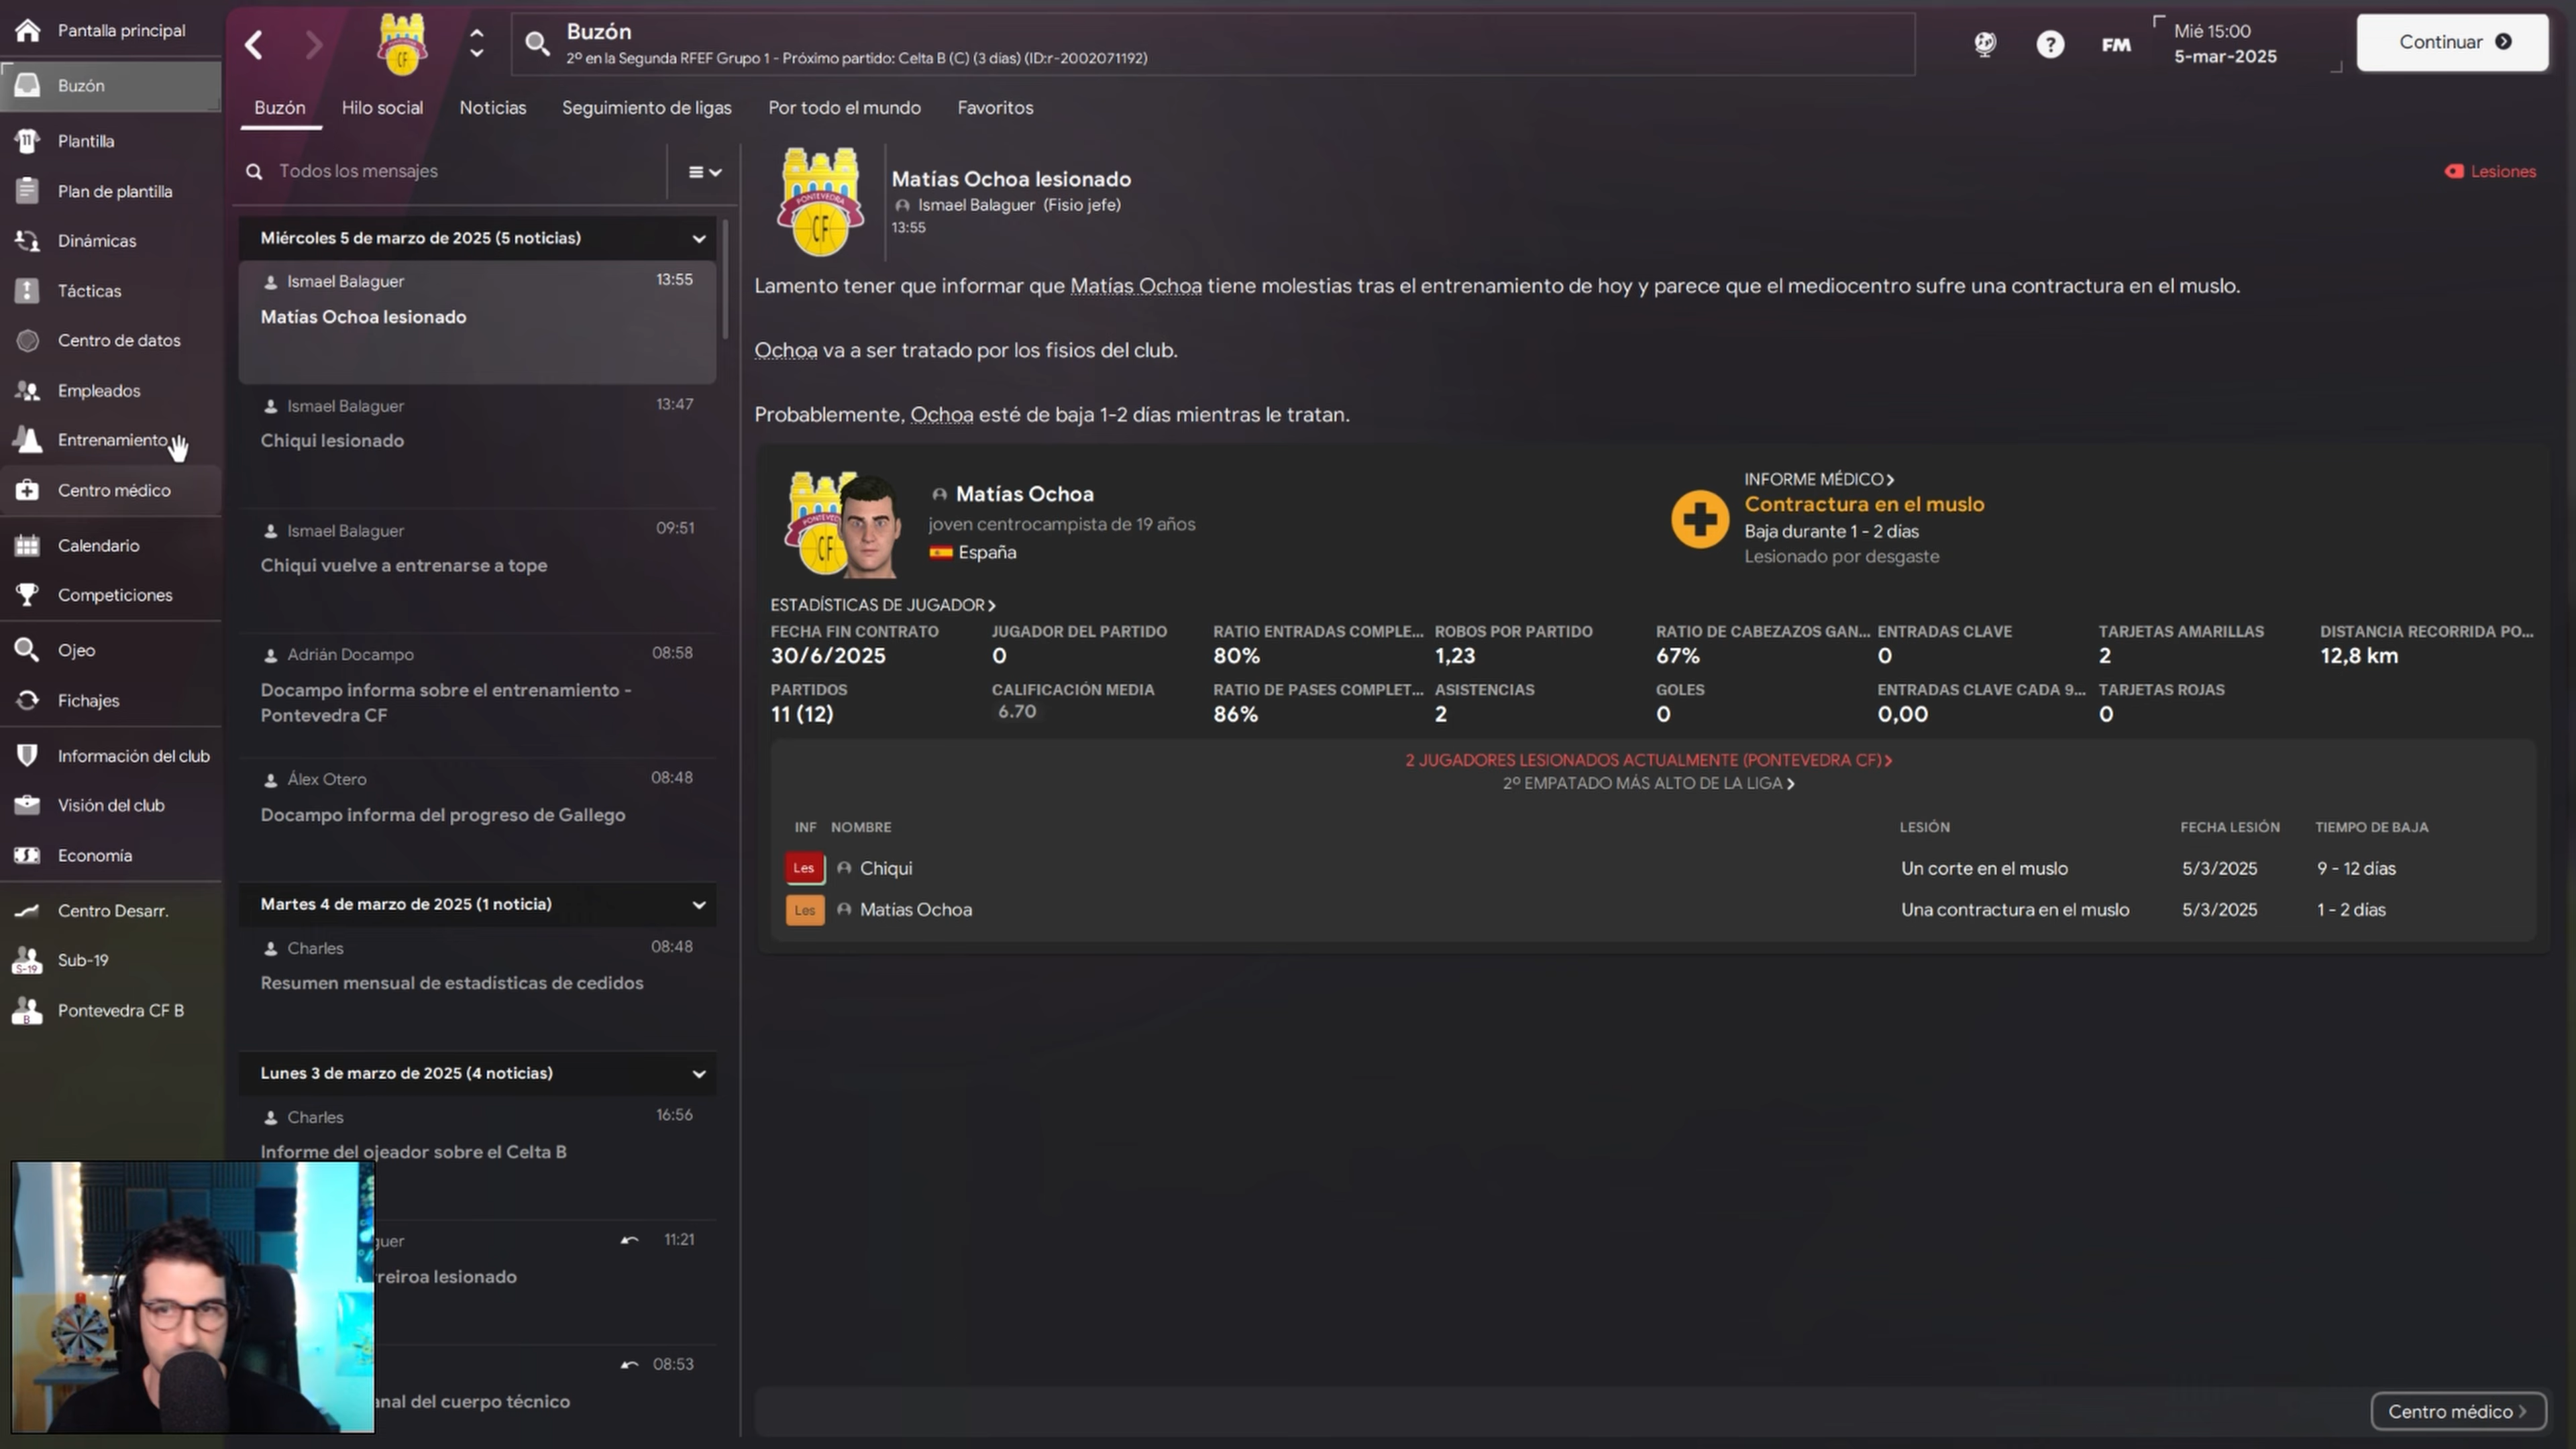 Pantalla principal
Buzón
Plantilla
Plan de plantilla
Dinámicas
Tácticas
Centro de datos
Empleados
Entrenamiento
Centro médico
Calendario
Competiciones
Ojeo
Fichajes
Información del club
Visión del club
Economía
Centro Desarr.
Sub-19
Pontevedra CF B
Buzón
2º en la Segunda RFEF Grupo 1 - Próximo partido: Celta B (C) (3 días) (ID:r-2002071192)
FM
Mié 15:00
5-mar-2025
Continuar
Buzón Hilo social Noticias Seguimiento de ligas Por todo el mundo Favoritos
Todos los mensajes
Miércoles 5 de marzo de 2025 (5 noticias)
Ismael Balaguer 13:55
Matías Ochoa lesionado
Ismael Balaguer 13:47
Chiqui lesionado
Ismael Balaguer 09:51
Chiqui vuelve a entrenarse a tope
Adrián Docampo 08:58
Docampo informa sobre el entrenamiento -
Pontevedra CF
Álex Otero 08:48
Docampo informa del progreso de Gallego
Martes 4 de marzo de 2025 (1 noticia)
Charles 08:48
Resumen mensual de estadísticas de cedidos
Lunes 3 de marzo de 2025 (4 noticias)
Charles 16:56
Informe del ojeador sobre el Celta B
guer 11:21
reiroa lesionado
08:53
anal del cuerpo técnico
PONTEVEDRA
CF
Matías Ochoa lesionado
Ismael Balaguer (Fisio jefe)
13:55
Lesiones
Lamento tener que informar que Matías Ochoa tiene molestias tras el entrenamiento de hoy y parece que el mediocentro sufre una contractura en el muslo.
Ochoa va a ser tratado por los fisios del club.
Probablemente, Ochoa esté de baja 1-2 días mientras le tratan.
Matías Ochoa
joven centrocampista de 19 años
España
INFORME MÉDICO
Contractura en el muslo
Baja durante 1 - 2 días
Lesionado por desgaste
ESTADÍSTICAS DE JUGADOR
FECHA FIN CONTRATO JUGADOR DEL PARTIDO RATIO ENTRADAS COMPLE... ROBOS POR PARTIDO RATIO DE CABEZAZOS GAN... ENTRADAS CLAVE TARJETAS AMARILLAS DISTANCIA RECORRIDA PO...
30/6/2025 0 80% 1,23 67% 0 2 12,8 km
PARTIDOS CALIFICACIÓN MEDIA RATIO DE PASES COMPLET... ASISTENCIAS GOLES ENTRADAS CLAVE CADA 9... TARJETAS ROJAS
11 (12) 6.70 86% 2 0 0,00 0
2 JUGADORES LESIONADOS ACTUALMENTE (PONTEVEDRA CF)
2º EMPATADO MÁS ALTO DE LA LIGA
INF NOMBRE LESIÓN FECHA LESIÓN TIEMPO DE BAJA
Les Chiqui Un corte en el muslo 5/3/2025 9 - 12 días
Les Matías Ochoa Una contractura en el muslo 5/3/2025 1 - 2 días
Centro médico